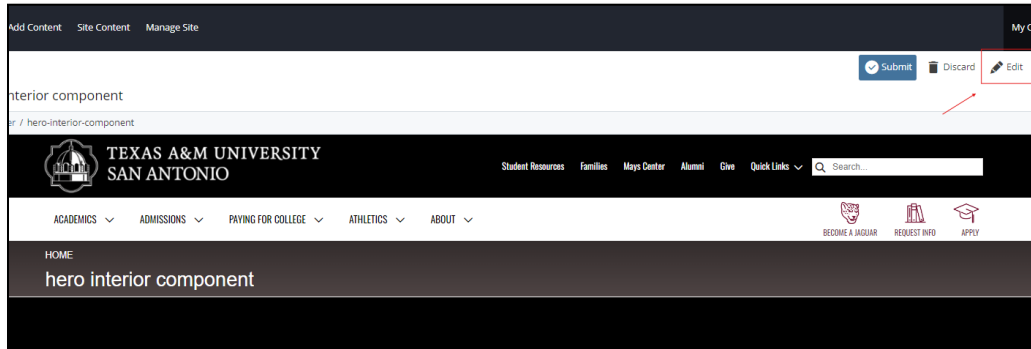 Add Content Site Content Manage Site My
Submit Discard Edit
nterior component
er / hero-interior-component
TEXAS A&M UNIVERSITY
SAN ANTONIO
Student Resources Families Mays Center Alumni Give Quick Links Search...
ACADEMICS ADMISSIONS PAYING FOR COLLEGE ATHLETICS ABOUT
BECOME A JAGUAR REQUEST INFO APPLY
HOME
hero interior component